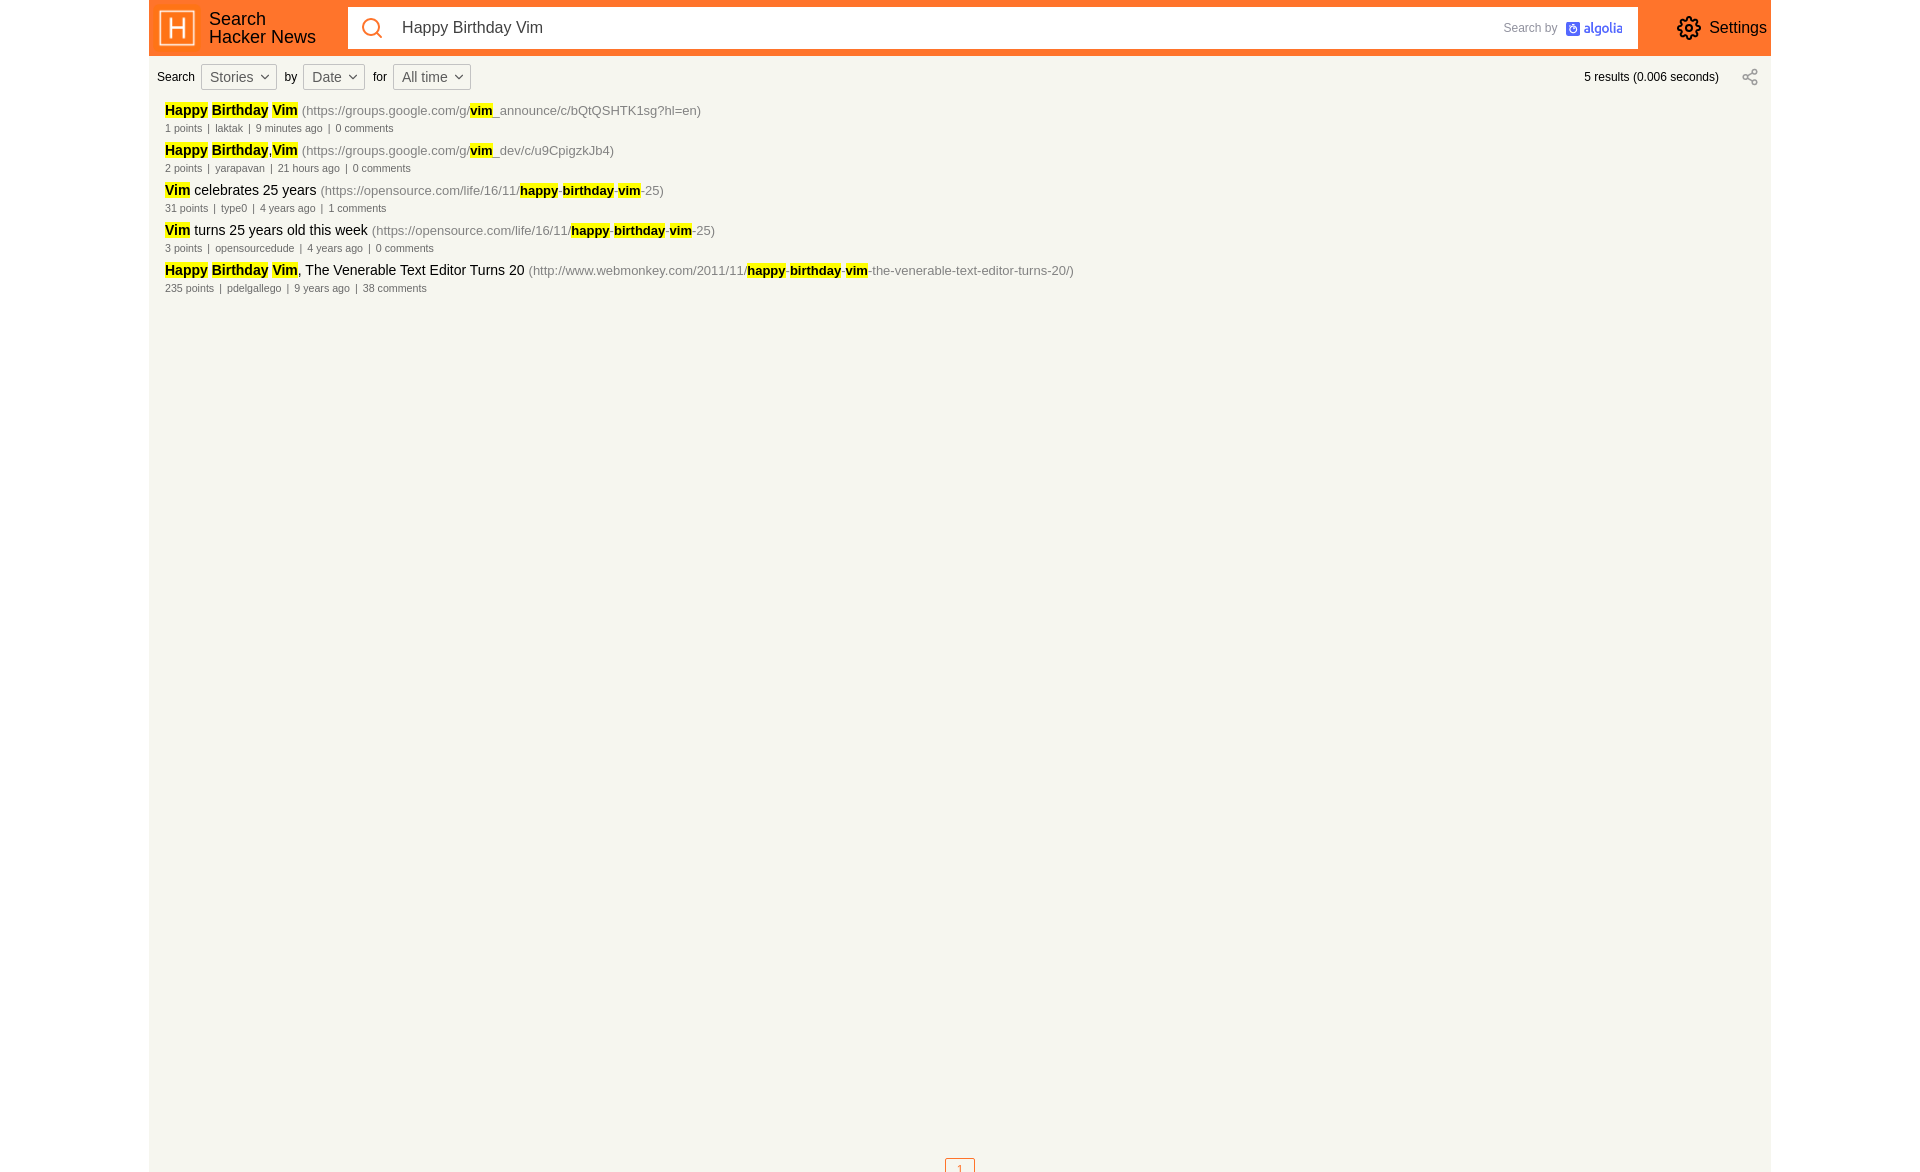 Search
Hacker News
Happy Birthday Vim
Search by algolia
Settings
Search Stories by Date for All time
5 results (0.006 seconds)
Happy Birthday Vim (https://groups.google.com/g/vim_announce/c/bQtQSHTK1sg?hl=en)
1 points | laktak | 9 minutes ago | 0 comments
Happy Birthday,Vim (https://groups.google.com/g/vim_dev/c/u9CpigzkJb4)
2 points | yarapavan | 21 hours ago | 0 comments
Vim celebrates 25 years (https://opensource.com/life/16/11/happy-birthday-vim-25)
31 points | type0 | 4 years ago | 1 comments
Vim turns 25 years old this week (https://opensource.com/life/16/11/happy-birthday-vim-25)
3 points | opensourcedude | 4 years ago | 0 comments
Happy Birthday Vim, The Venerable Text Editor Turns 20 (http://www.webmonkey.com/2011/11/happy-birthday-vim-the-venerable-text-editor-turns-20/)
235 points | pdelgallego | 9 years ago | 38 comments
1